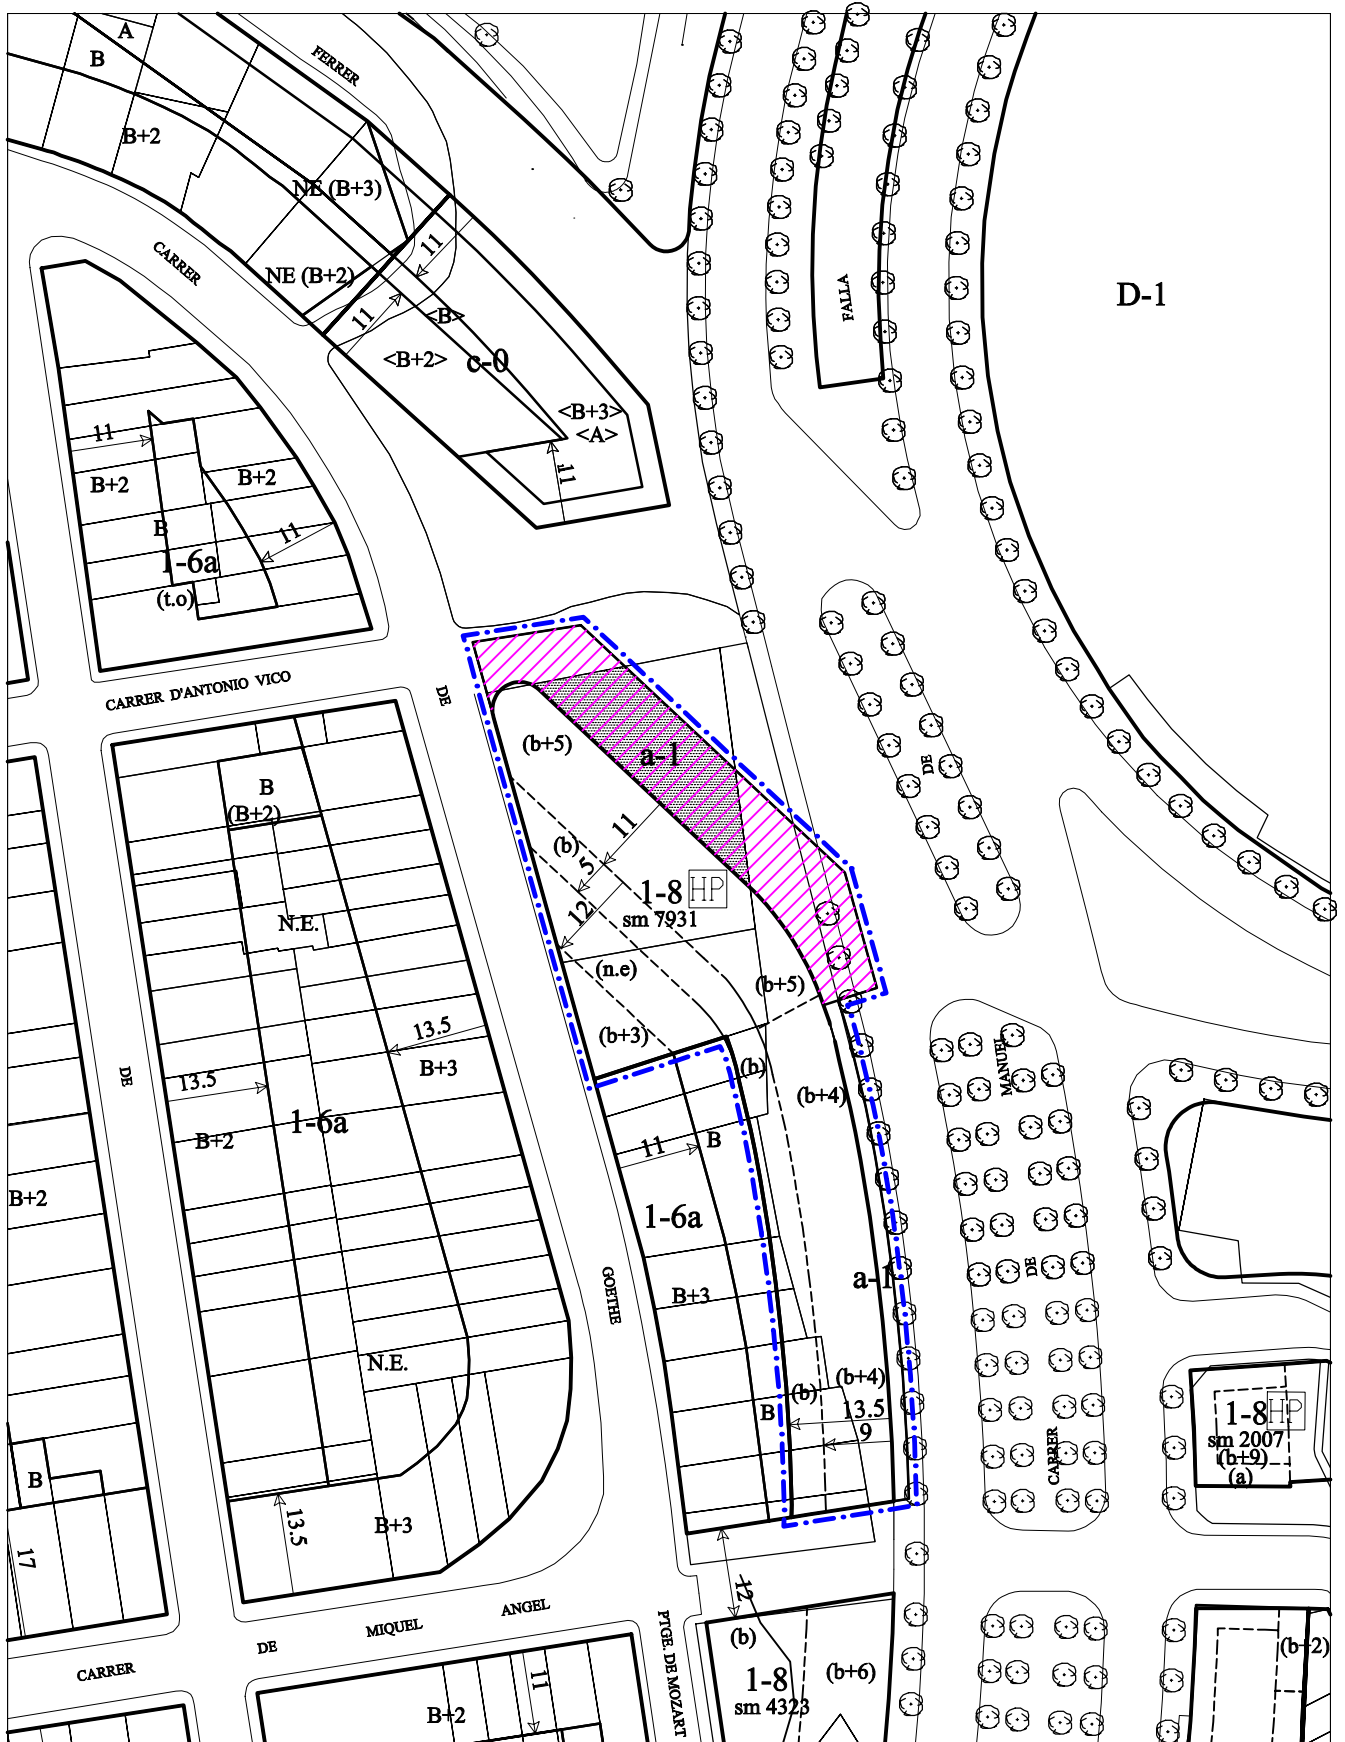 A
B
FERRER
B+2
NE (B+3)
CARRER
11
NE (B+2)
11
<B>
D-1
FALLA
<B+2>
c-0
<B+3>
<A>
11
11
B+2
B+2
B
11
1-6a
(t.o)
CARRER D'ANTONIO VICO
DE
(b+5)
a-1
DE
B
(B+2)
11
(b)
5
1-8 HP
12
sm 7931
N.E.
(n.e)
(b+5)
13.5
(b+3)
MANUEL
B+3
(b)
DE
13.5
(b+4)
1-6a
B+2
11
B
B+2
1-6a
DE
a-1
GOETHE
B+3
N.E.
(b+4)
(b)
B
13.5
9
1-8 HP
sm 2007
(b+9)
(a)
CARRER
B
13.5
B+3
17
12
ANGEL
MIQUEL
DE
CARRER
PTGE. DE MOZART
(b)
(b+2)
11
1-8
(b+6)
sm 4323
B+2